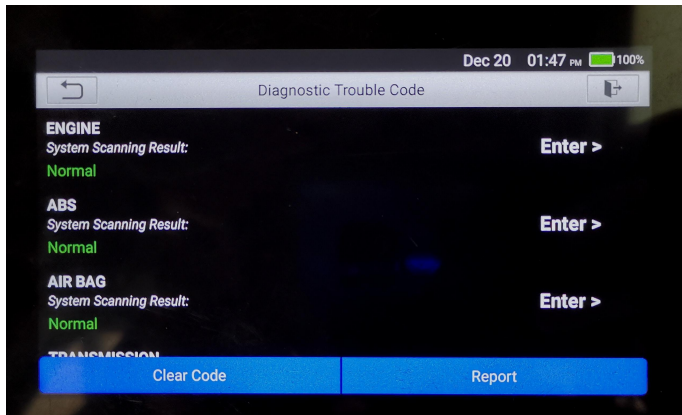 Dec 20 01:47 PM 100%
Diagnostic Trouble Code
ENGINE
System Scanning Result:
Enter >
Normal
ABS
System Scanning Result:
Enter >
Normal
AIR BAG
System Scanning Result:
Enter >
Normal
TRANSMISSION
Clear Code
Report